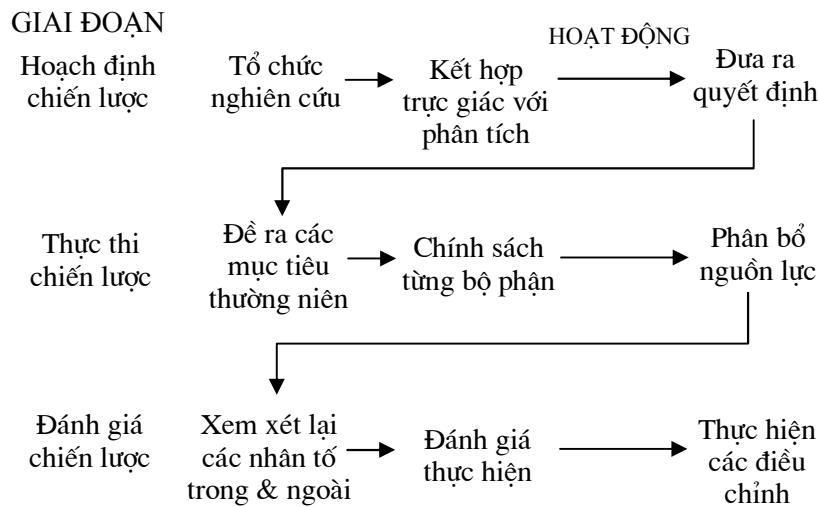 GIAI ĐOẠN
HOẠT ĐỘNG
Hoạch định
chiến lược
Tổ chức
nghiên cứu
Kết hợp
trực giác với
phân tích
Đưa ra
quyết định
Thực thi
chiến lược
Đề ra các
mục tiêu
thường niên
Chính sách
từng bộ phận
Phân bổ
nguồn lực
Đánh giá
chiến lược
Xem xét lại
các nhân tố
trong & ngoài
Đánh giá
thực hiện
Thực hiện
các điều
chỉnh